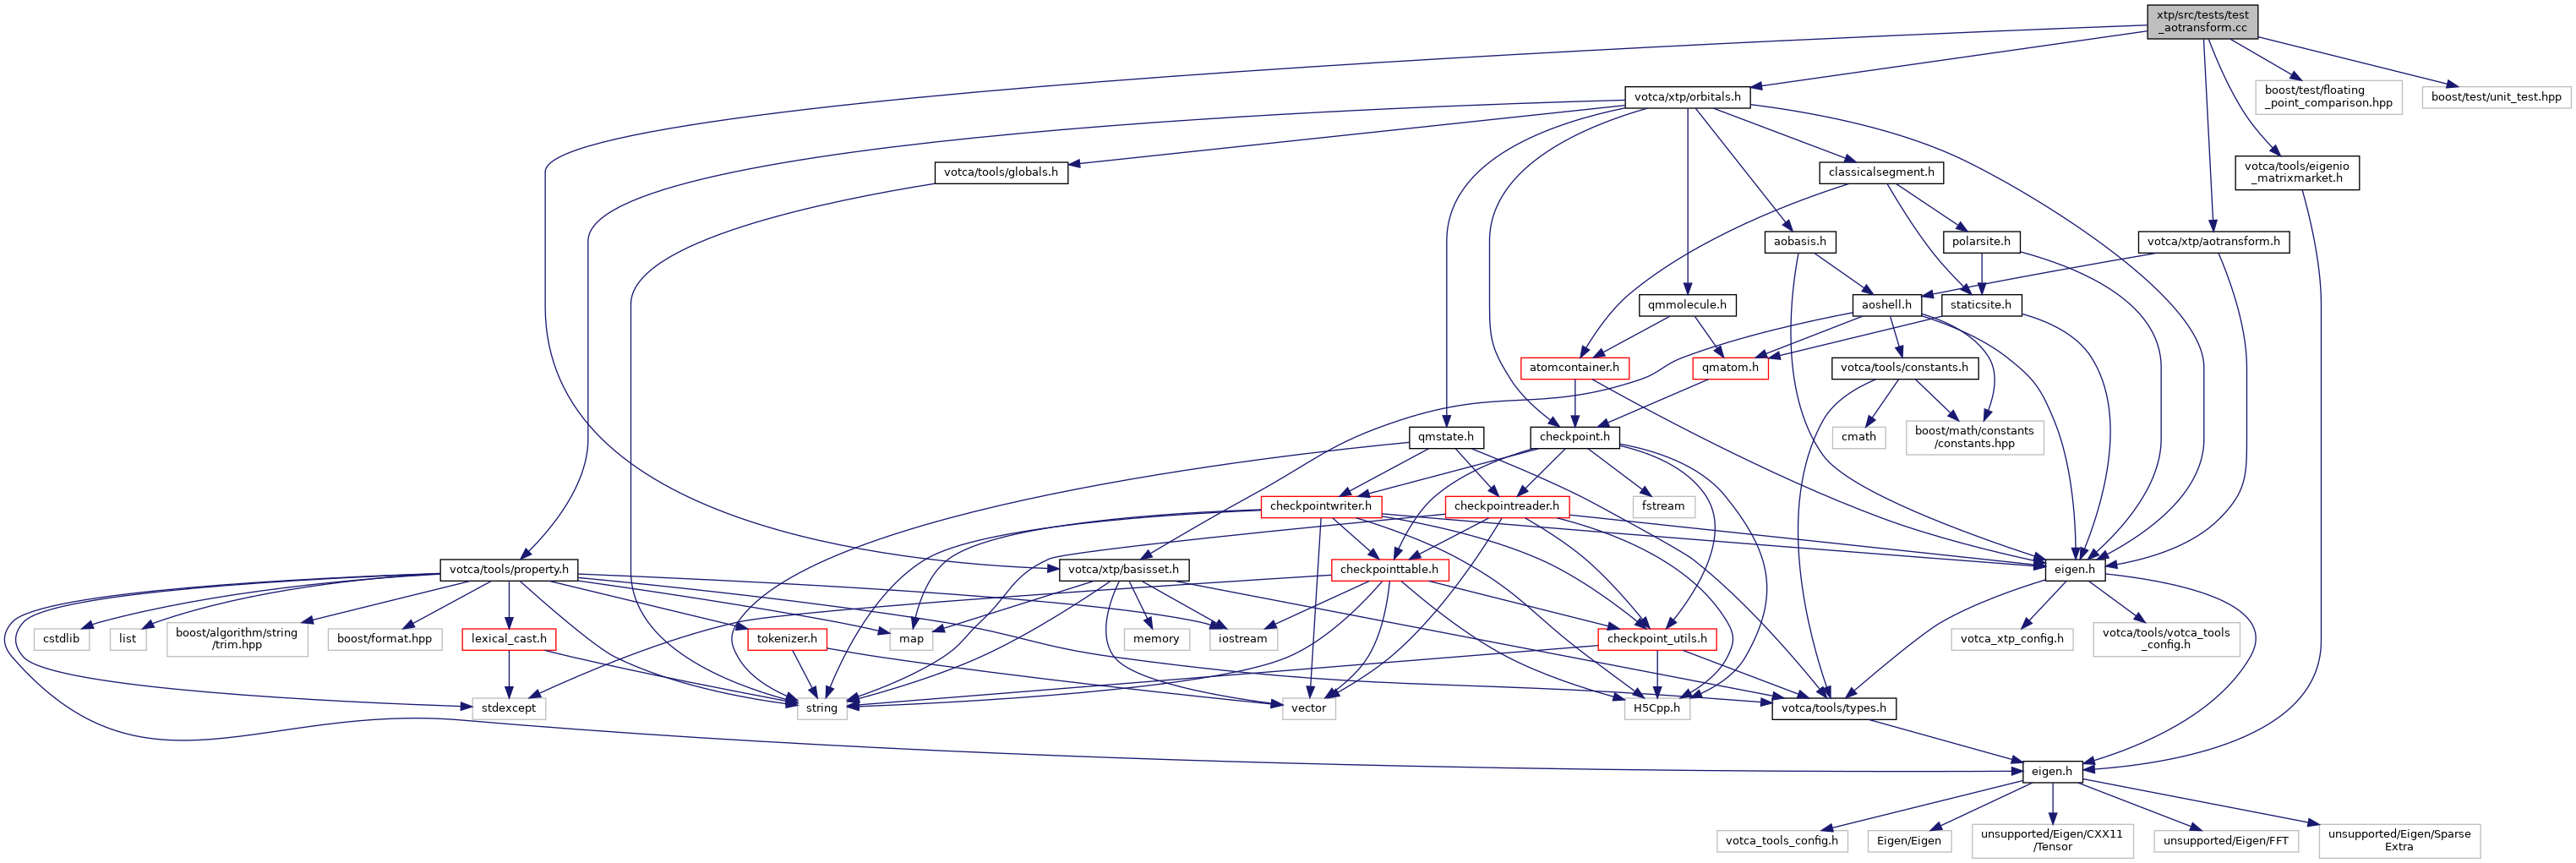 xtp/src/tests/test
_aotransform.cc
votca/xtp/orbitals.h
boost/test/floating
_point_comparison.hpp
boost/test/unit_test.hpp
votca/tools/globals.h
classicalsegment.h
votca/tools/eigenio
_matrixmarket.h
aobasis.h
polarsite.h
votca/xtp/aotransform.h
qmmolecule.h
aoshell.h
staticsite.h
atomcontainer.h
qmatom.h
votca/tools/constants.h
qmstate.h
checkpoint.h
cmath
boost/math/constants
/constants.hpp
checkpointwriter.h
checkpointreader.h
fstream
votca/tools/property.h
votca/xtp/basisset.h
checkpointtable.h
eigen.h
cstdlib
list
boost/algorithm/string
/trim.hpp
boost/format.hpp
lexical_cast.h
tokenizer.h
map
memory
iostream
checkpoint_utils.h
votca_xtp_config.h
votca/tools/votca_tools
_config.h
stdexcept
string
vector
H5Cpp.h
votca/tools/types.h
eigen.h
votca_tools_config.h
Eigen/Eigen
unsupported/Eigen/CXX11
/Tensor
unsupported/Eigen/FFT
unsupported/Eigen/Sparse
Extra